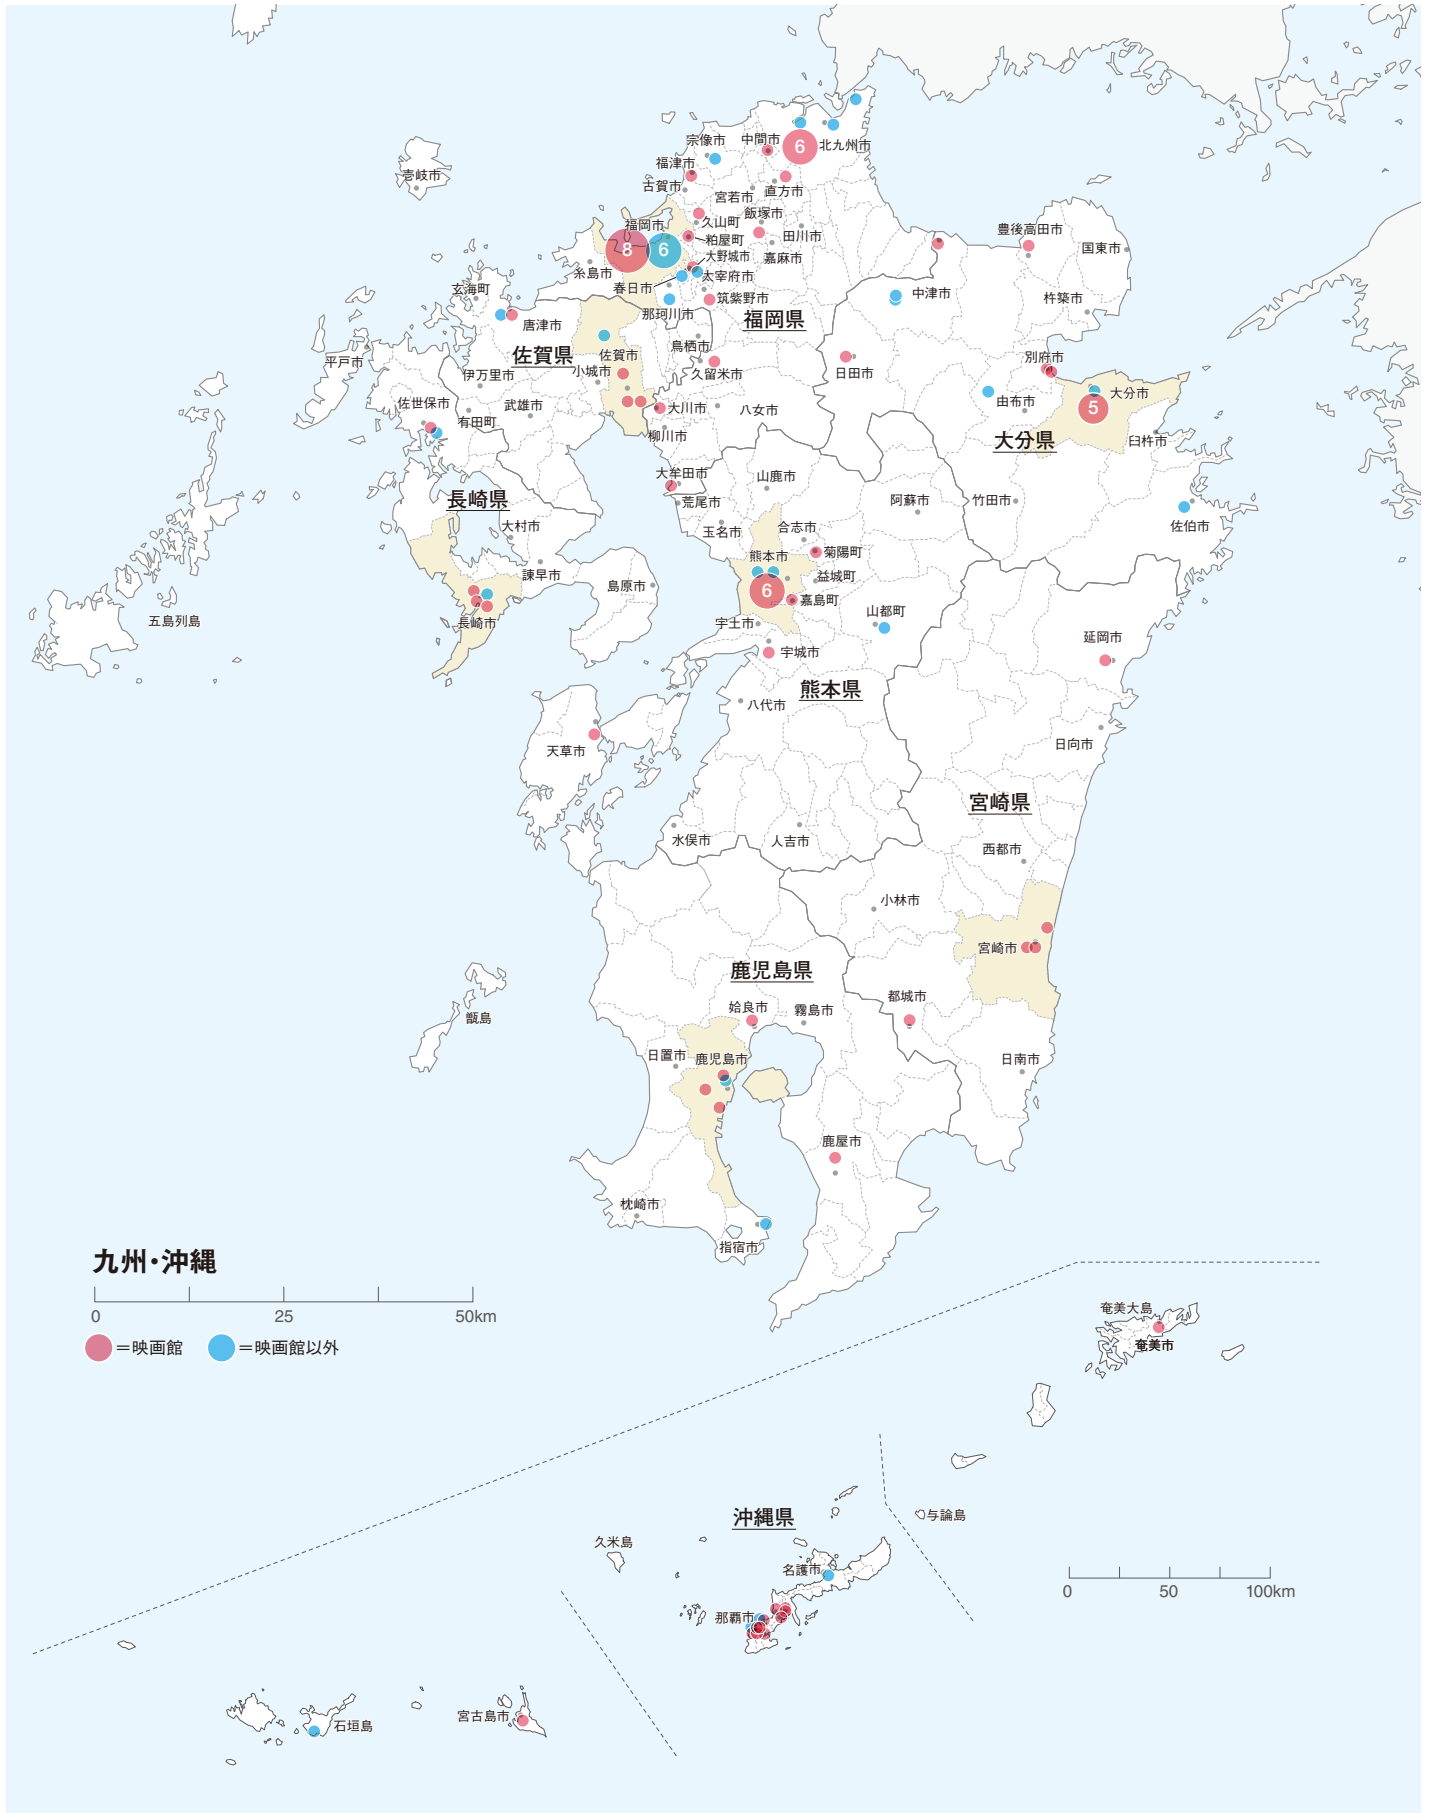 宗像市
中間市
6
北九州市
福津市
古賀市
宮若市
直方市
壱岐市
福岡市
久山町
飯塚市
8
6
粕屋町
田川市
大野城市
嘉麻市
糸島市
太宰府市
春日市
筑紫野市
那珂川市
福岡県
豊後高田市
国東市
中津市
杵築市
玄海町
唐津市
佐賀県
佐賀市
小城市
鳥栖市
久留米市
日田市
別府市
平戸市
伊万里市
佐世保市
有田町
武雄市
大川市
八女市
柳川市
由布市
5
大分市
大分県
臼杵市
大牟田市
荒尾市
山鹿市
阿蘇市
竹田市
佐伯市
長崎県
大村市
玉名市
合志市
諫早市
熊本市
菊陽町
益城町
6
嘉島町
島原市
長崎市
五島列島
宇土市
山都町
宇城市
延岡市
熊本県
八代市
日向市
天草市
宮崎県
水俣市
人吉市
西都市
小林市
宮崎市
鹿児島県
都城市
姶良市
霧島市
甑島
日置市
鹿児島市
日南市
鹿屋市
枕崎市
指宿市
九州・沖縄
0 25 50km
＝映画館 ＝映画館以外
奄美大島
奄美市
沖縄県
与論島
久米島
名護市
0 50 100km
那覇市
宮古島市
石垣島